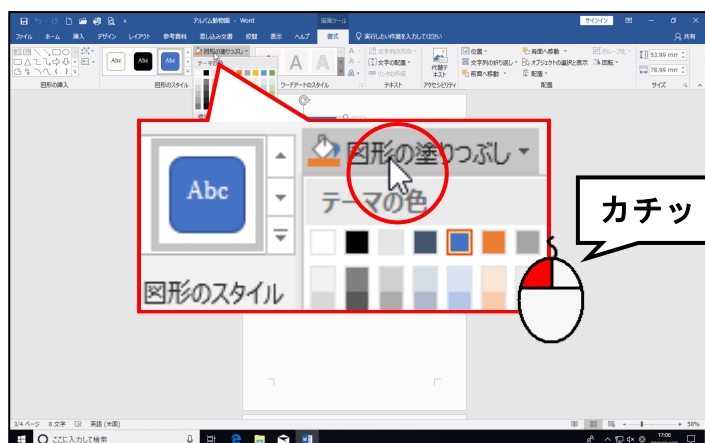 アルバム動物園 - Word
描画ツール
サインイン
ファイル ホーム 挿入 デザイン レイアウト 参考資料 差し込み文書 校閲 表示 ヘルプ 書式 実行したい作業を入力してください
共有
Abc Abc Abc
図形の塗りつぶし
テーマの色
A A A
文字列の方向
文字の配置
リンクの作成
代替テキスト
位置
文字列の折り返し
前面へ移動
背面へ移動
オブジェクトの選択と表示
配置
グループ化
回転
53.99 mm
78.99 mm
図形の挿入 図形のスタイル ワードアートのスタイル テキスト アクセシビリティ 配置 サイズ
Abc
図形の塗りつぶし
テーマの色
図形のスタイル
カチッ
3/4 ページ 8 文字 英語 (米国)
58%
ここに入力して検索
17:06